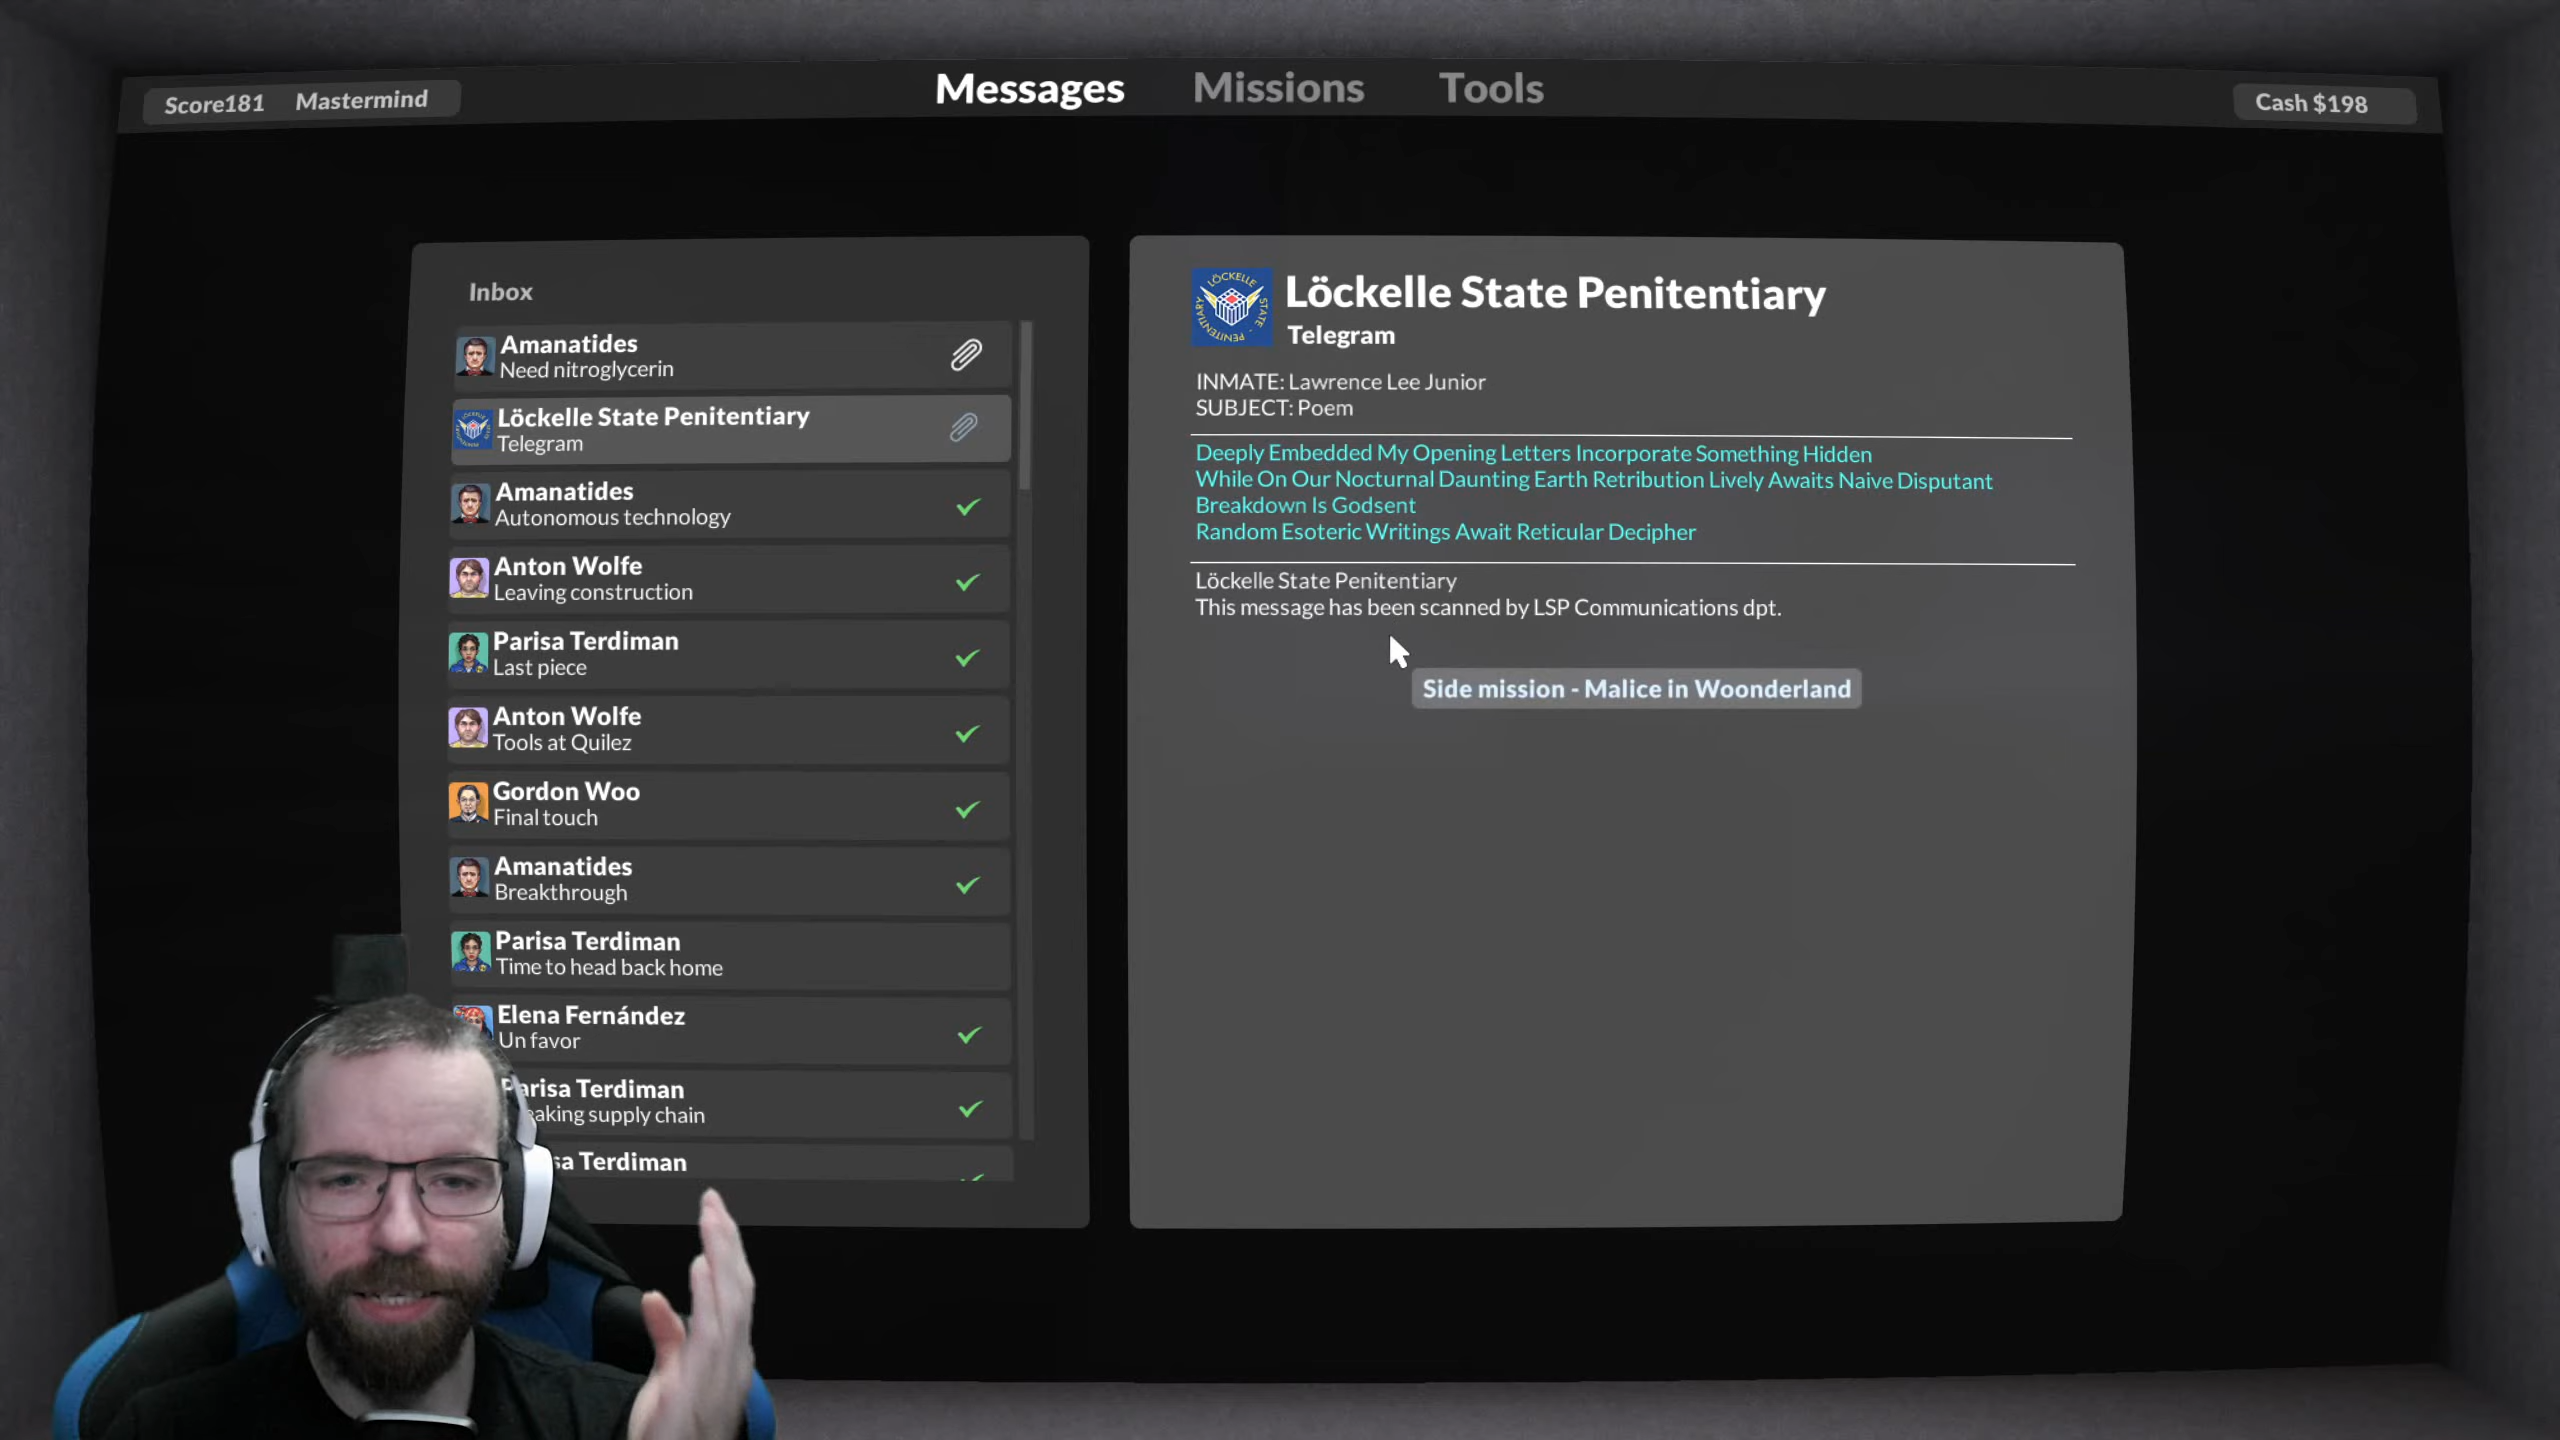 Score181 Mastermind
Messages
Missions
Tools
Cash $198
Inbox
Amanatides
Need nitroglycerin
Löckelle State Penitentiary
Telegram
Amanatides
Autonomous technology
Anton Wolfe
Leaving construction
Parisa Terdiman
Last piece
Anton Wolfe
Tools at Quilez
Gordon Woo
Final touch
Amanatides
Breakthrough
Parisa Terdiman
Time to head back home
Elena Fernández
Un favor
Parisa Terdiman
aking supply chain
sa Terdiman
LÖCKELLE STATE - PENITENTIARY
Löckelle State Penitentiary
Telegram
INMATE: Lawrence Lee Junior
SUBJECT: Poem
Deeply Embedded My Opening Letters Incorporate Something Hidden
While On Our Nocturnal Daunting Earth Retribution Lively Awaits Naive Disputant
Breakdown Is Godsent
Random Esoteric Writings Await Reticular Decipher
Löckelle State Penitentiary
This message has been scanned by LSP Communications dpt.
Side mission - Malice in Woonderland